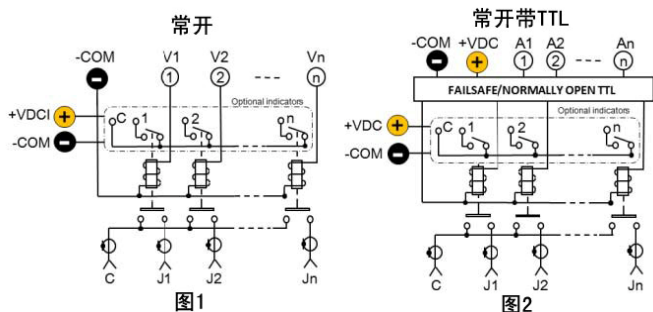 常开
-COM V1 V2 Vn
1 2 n
+VDCI
-COM
Optional indicators
C 1 2 n
C J1 J2 Jn
图1
常开带TTL
-COM +VDC A1 A2 An
1 2 n
FAILSAFE/NORMALLY OPEN TTL
Optional indicators
+VDC
-COM
C 1 2 n
C J1 J2 Jn
图2